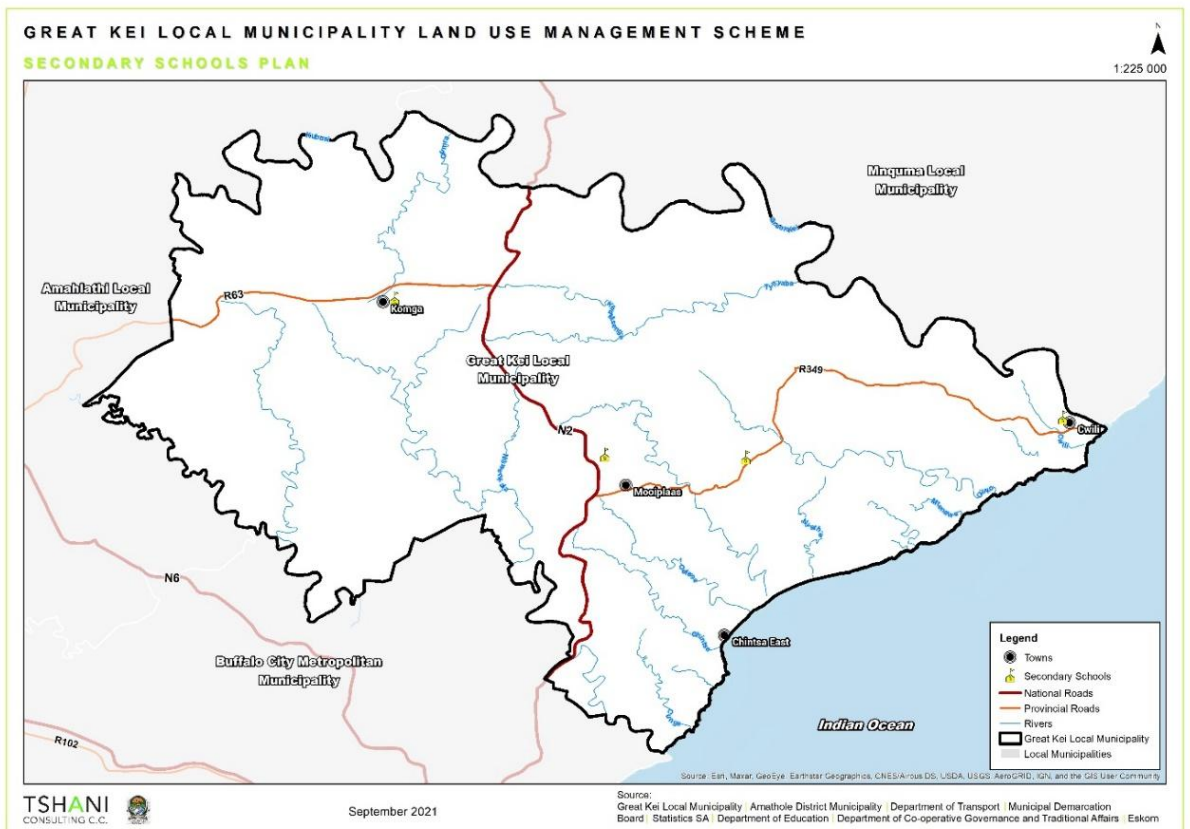 GREAT KEI LOCAL MUNICIPALITY LAND USE MANAGEMENT SCHEME
SECONDARY SCHOOLS PLAN
N
1:225 000
Mnquma Local
Municipality
Amahlathi Local
Municipality
R63
Komga
Great Kei Local
Municipality
R349
N2
Cwili
Mooiplaas
N6
Chintsa East
Buffalo City Metropolitan
Municipality
R102
Indian Ocean
Legend
Towns
Secondary Schools
National Roads
Provincial Roads
Rivers
Great Kei Local Municipality
Local Municipalities
Source: Esri, Maxar, GeoEye, Earthstar Geographics, CNES/Airbus DS, USDA, USGS, AeroGRID, IGN, and the GIS User Community
TSHANI
CONSULTING C.C.
September 2021
Source:
Great Kei Local Municipality | Amathole District Municipality | Department of Transport | Municipal Demarcation
Board | Statistics SA | Department of Education | Department of Co-operative Governance and Traditional Affairs | Eskom